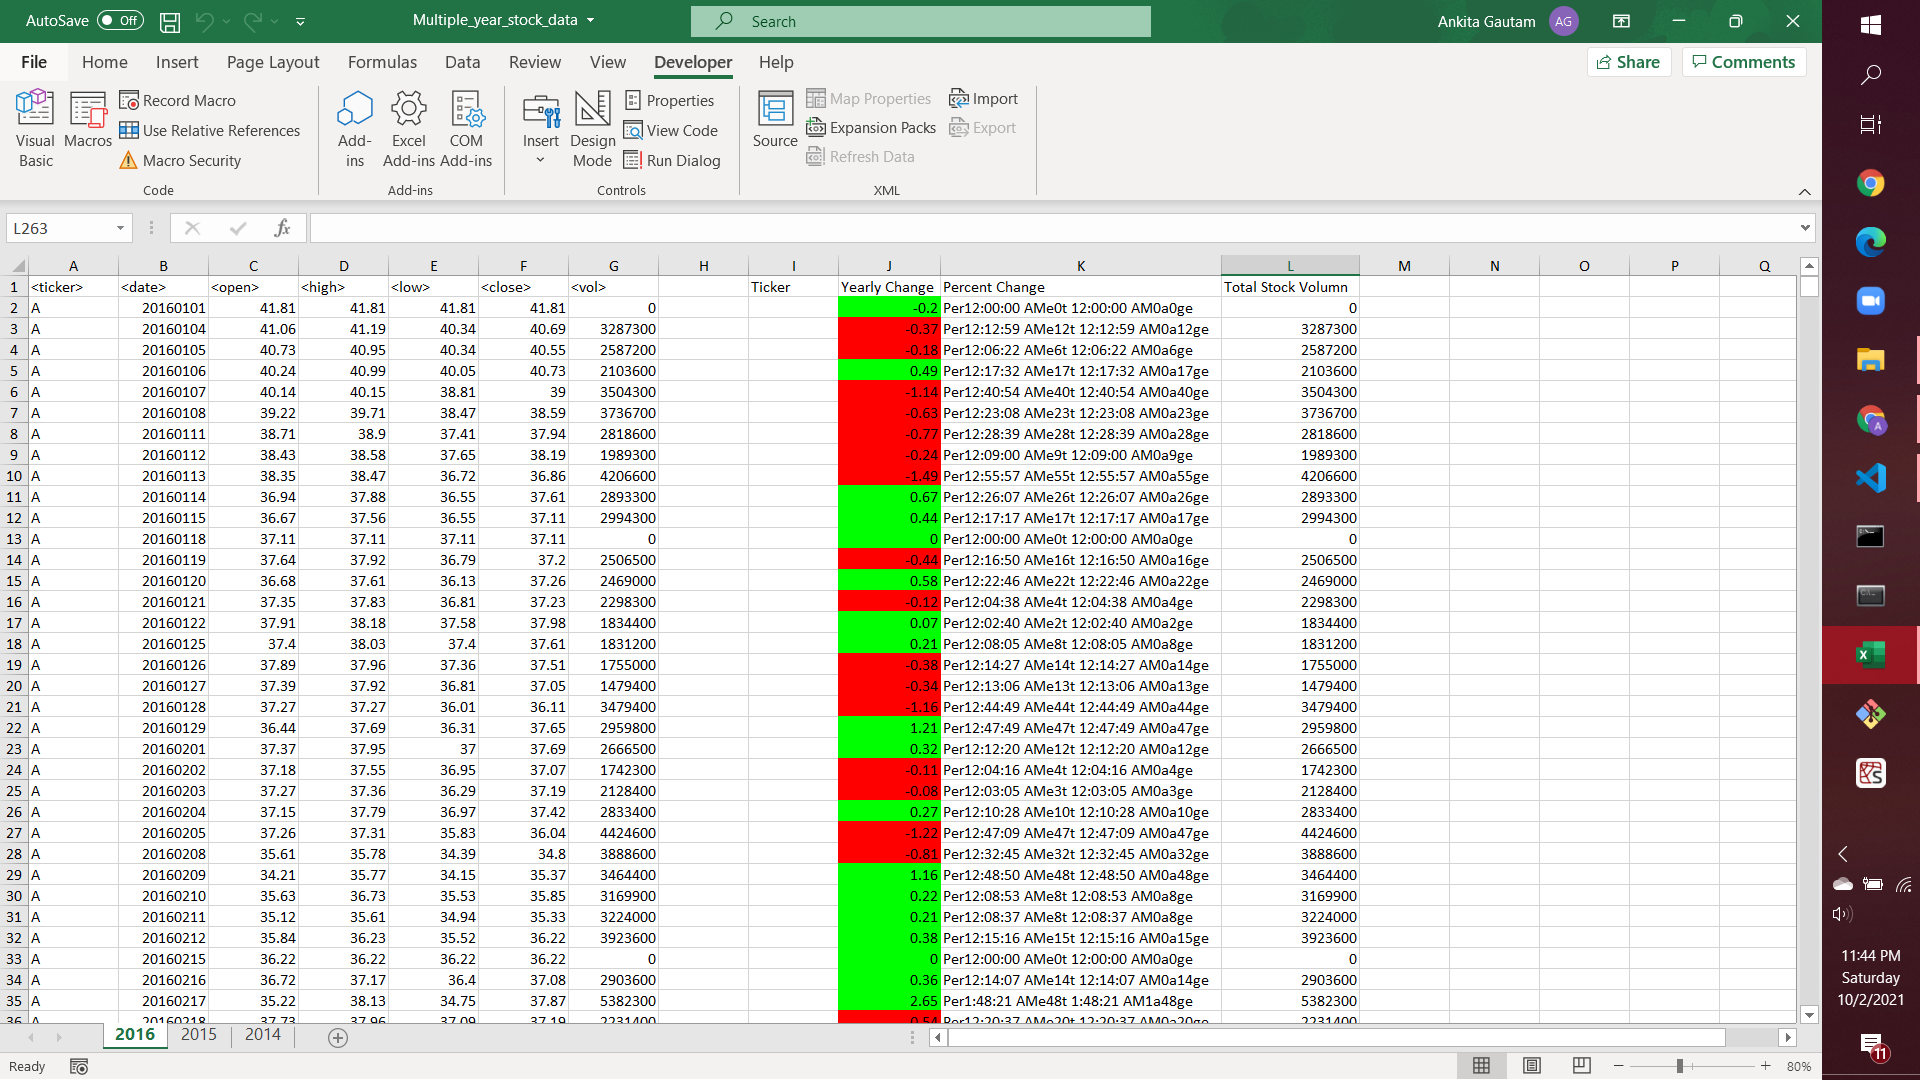 AutoSave Off Multiple_year_stock_data Search Ankita Gautam AG
File Home Insert Page Layout Formulas Data Review View Developer Help Share Comments
Visual Basic
Macros
Record Macro
Use Relative References
Macro Security
Code
Add-ins
Excel Add-ins
COM Add-ins
Add-ins
Insert
Design Mode
Properties
View Code
Run Dialog
Controls
Source
Map Properties
Expansion Packs
Refresh Data
Import
Export
XML
L263 fx
A B C D E F G H I J K L M N O P Q
1 <ticker> <date> <open> <high> <low> <close> <vol> Ticker Yearly Change Percent Change Total Stock Volumn
2 A 20160101 41.81 41.81 41.81 41.81 0 -0.2 Per12:00:00 AMe0t 12:00:00 AM0a0ge 0
3 A 20160104 41.06 41.19 40.34 40.69 3287300 -0.37 Per12:12:59 AMe12t 12:12:59 AM0a12ge 3287300
4 A 20160105 40.73 40.95 40.34 40.55 2587200 -0.18 Per12:06:22 AMe6t 12:06:22 AM0a6ge 2587200
5 A 20160106 40.24 40.99 40.05 40.73 2103600 0.49 Per12:17:32 AMe17t 12:17:32 AM0a17ge 2103600
6 A 20160107 40.14 40.15 38.81 39 3504300 -1.14 Per12:40:54 AMe40t 12:40:54 AM0a40ge 3504300
7 A 20160108 39.22 39.71 38.47 38.59 3736700 -0.63 Per12:23:08 AMe23t 12:23:08 AM0a23ge 3736700
8 A 20160111 38.71 38.9 37.41 37.94 2818600 -0.77 Per12:28:39 AMe28t 12:28:39 AM0a28ge 2818600
9 A 20160112 38.43 38.58 37.65 38.19 1989300 -0.24 Per12:09:00 AMe9t 12:09:00 AM0a9ge 1989300
10 A 20160113 38.35 38.47 36.72 36.86 4206600 -1.49 Per12:55:57 AMe55t 12:55:57 AM0a55ge 4206600
11 A 20160114 36.94 37.88 36.55 37.61 2893300 0.67 Per12:26:07 AMe26t 12:26:07 AM0a26ge 2893300
12 A 20160115 36.67 37.56 36.55 37.11 2994300 0.44 Per12:17:17 AMe17t 12:17:17 AM0a17ge 2994300
13 A 20160118 37.11 37.11 37.11 37.11 0 0 Per12:00:00 AMe0t 12:00:00 AM0a0ge 0
14 A 20160119 37.64 37.92 36.79 37.2 2506500 -0.44 Per12:16:50 AMe16t 12:16:50 AM0a16ge 2506500
15 A 20160120 36.68 37.61 36.13 37.26 2469000 0.58 Per12:22:46 AMe22t 12:22:46 AM0a22ge 2469000
16 A 20160121 37.35 37.83 36.81 37.23 2298300 -0.12 Per12:04:38 AMe4t 12:04:38 AM0a4ge 2298300
17 A 20160122 37.91 38.18 37.58 37.98 1834400 0.07 Per12:02:40 AMe2t 12:02:40 AM0a2ge 1834400
18 A 20160125 37.4 38.03 37.4 37.61 1831200 0.21 Per12:08:05 AMe8t 12:08:05 AM0a8ge 1831200
19 A 20160126 37.89 37.96 37.36 37.51 1755000 -0.38 Per12:14:27 AMe14t 12:14:27 AM0a14ge 1755000
20 A 20160127 37.39 37.92 36.81 37.05 1479400 -0.34 Per12:13:06 AMe13t 12:13:06 AM0a13ge 1479400
21 A 20160128 37.27 37.27 36.01 36.11 3479400 -1.16 Per12:44:49 AMe44t 12:44:49 AM0a44ge 3479400
22 A 20160129 36.44 37.69 36.31 37.65 2959800 1.21 Per12:47:49 AMe47t 12:47:49 AM0a47ge 2959800
23 A 20160201 37.37 37.95 37 37.69 2666500 0.32 Per12:12:20 AMe12t 12:12:20 AM0a12ge 2666500
24 A 20160202 37.18 37.55 36.95 37.07 1742300 -0.11 Per12:04:16 AMe4t 12:04:16 AM0a4ge 1742300
25 A 20160203 37.27 37.36 36.29 37.19 2128400 -0.08 Per12:03:05 AMe3t 12:03:05 AM0a3ge 2128400
26 A 20160204 37.15 37.79 36.97 37.42 2833400 0.27 Per12:10:28 AMe10t 12:10:28 AM0a10ge 2833400
27 A 20160205 37.26 37.31 35.83 36.04 4424600 -1.22 Per12:47:09 AMe47t 12:47:09 AM0a47ge 4424600
28 A 20160208 35.61 35.78 34.39 34.8 3888600 -0.81 Per12:32:45 AMe32t 12:32:45 AM0a32ge 3888600
29 A 20160209 34.21 35.77 34.15 35.37 3464400 1.16 Per12:48:50 AMe48t 12:48:50 AM0a48ge 3464400
30 A 20160210 35.63 36.73 35.53 35.85 3169900 0.22 Per12:08:53 AMe8t 12:08:53 AM0a8ge 3169900
31 A 20160211 35.12 35.61 34.94 35.33 3224000 0.21 Per12:08:37 AMe8t 12:08:37 AM0a8ge 3224000
32 A 20160212 35.84 36.23 35.52 36.22 3923600 0.38 Per12:15:16 AMe15t 12:15:16 AM0a15ge 3923600
33 A 20160215 36.22 36.22 36.22 36.22 0 0 Per12:00:00 AMe0t 12:00:00 AM0a0ge 0
34 A 20160216 36.72 37.17 36.4 37.08 2903600 0.36 Per12:14:07 AMe14t 12:14:07 AM0a14ge 2903600
35 A 20160217 35.22 38.13 34.75 37.87 5382300 2.65 Per1:48:21 AMe48t 1:48:21 AM1a48ge 5382300
36 A 20160218 37.73 37.96 37.09 37.19 2231400 -0.54 Per12:20:37 AMe20t 12:20:37 AM0a20ge 2231400
2016 2015 2014
Ready 80%
11:44 PM
Saturday
10/2/2021
11